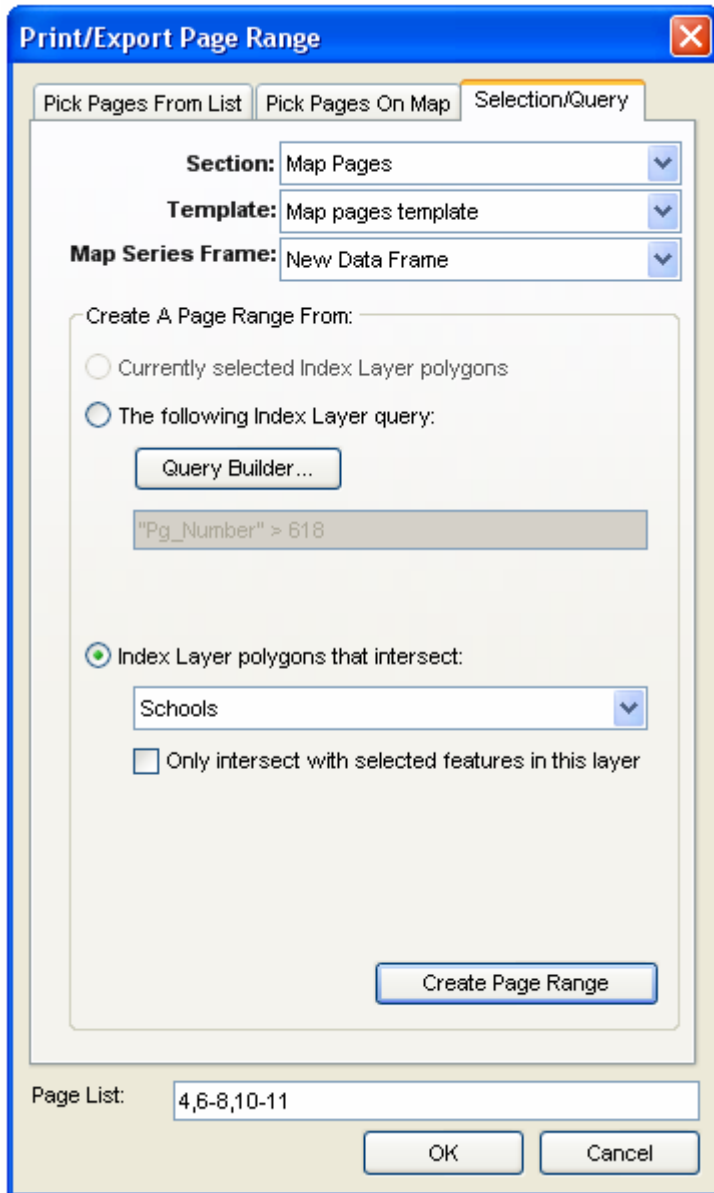 Print/Export Page Range
Pick Pages From List Pick Pages On Map Selection/Query
Section: Map Pages
Template: Map pages template
Map Series Frame: New Data Frame
Create A Page Range From:
Currently selected Index Layer polygons
The following Index Layer query:
Query Builder...
"Pg_Number" > 618
Index Layer polygons that intersect:
Schools
Only intersect with selected features in this layer
Create Page Range
Page List: 4,6-8,10-11
OK Cancel